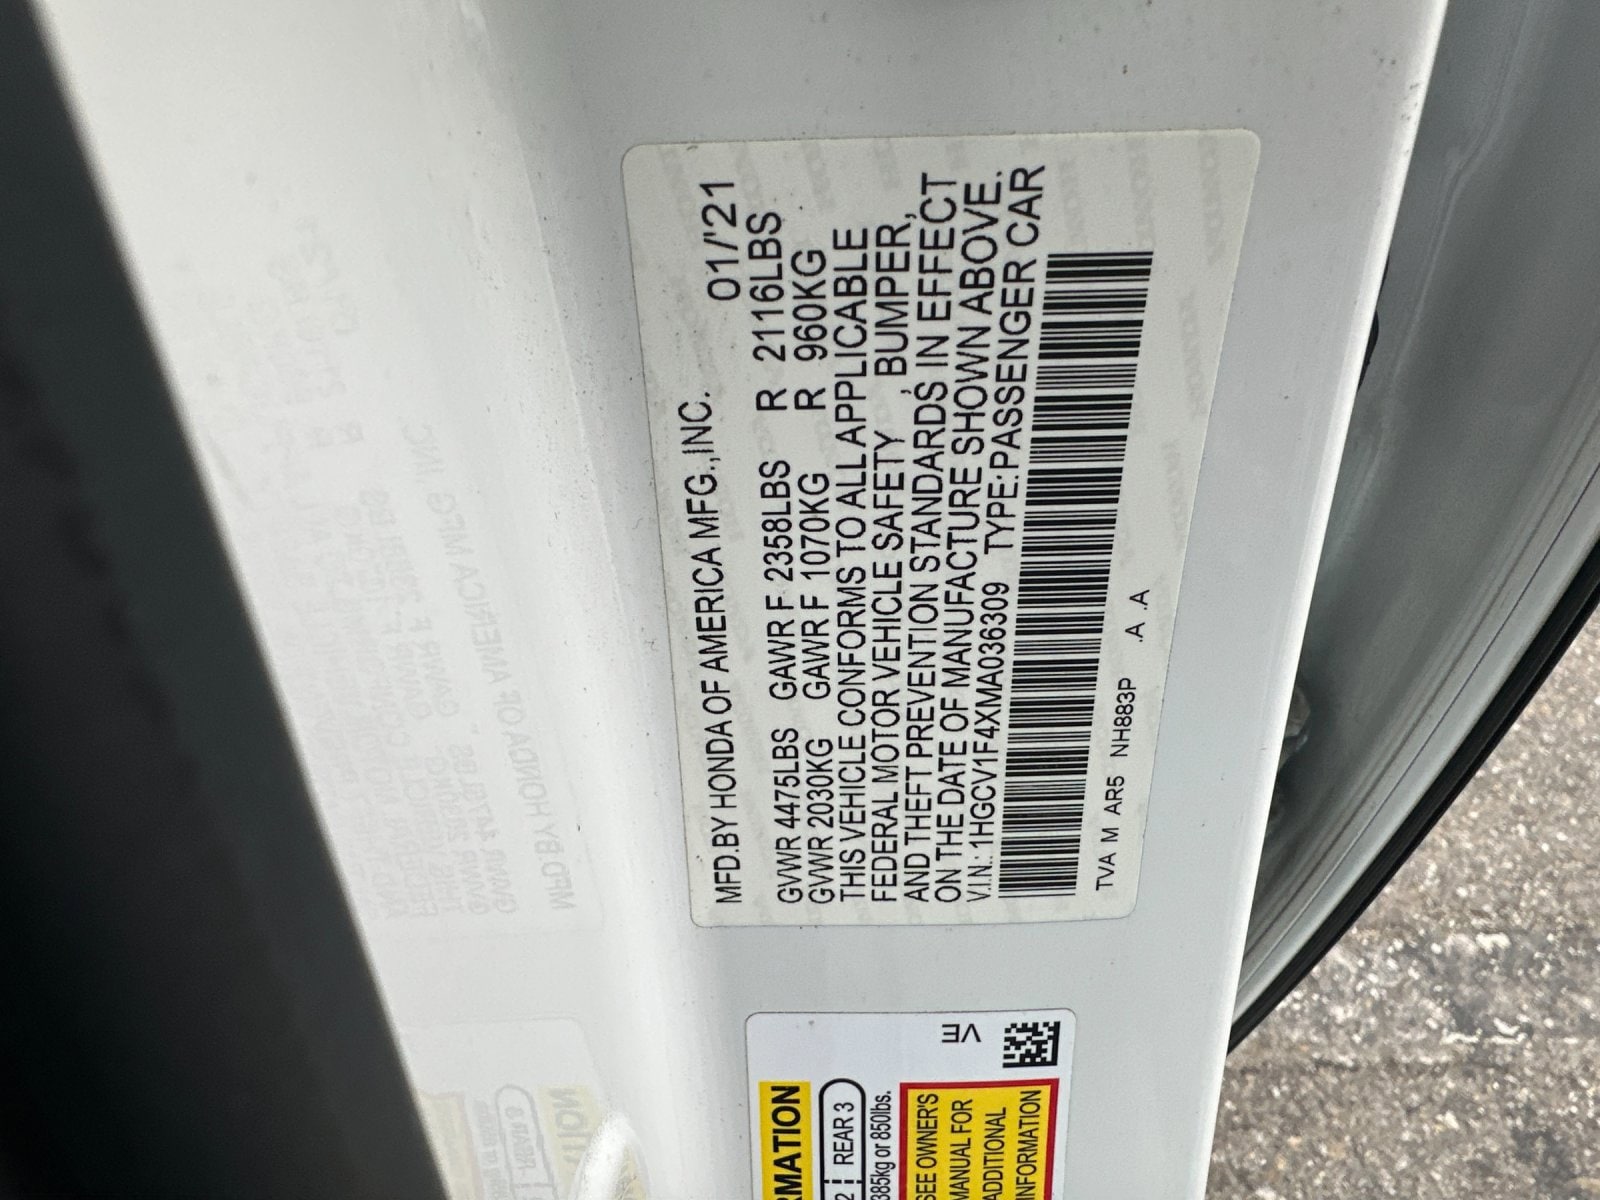 MFD.BY HONDA OF AMERICA MFG.,INC. 01/'21
GVWR 4475LBS GAWR F 2358LBS R 2116LBS
GVWR 2030KG GAWR F 1070KG R 960KG
THIS VEHICLE CONFORMS TO ALL APPLICABLE
FEDERAL MOTOR VEHICLE SAFETY, BUMPER,
AND THEFT PREVENTION STANDARDS IN EFFECT
ON THE DATE OF MANUFACTURE SHOWN ABOVE.
V.I.N.: 1HGCV1F4XMA036309 TYPE:PASSENGER CAR
TVA M AR5 NH883P .A .A
RMATION
2 REAR 3
385kg or 850lbs.
SEE OWNER'S
MANUAL FOR
ADDITIONAL
INFORMATION
VE